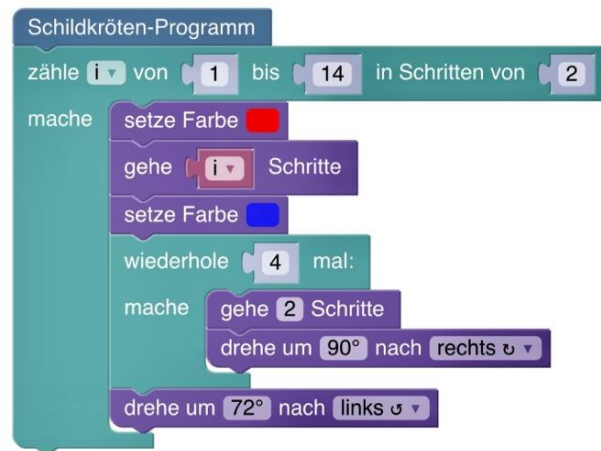 Schildkröten-Programm
zähle i von 1 bis 14 in Schritten von 2
mache setze Farbe
gehe i Schritte
setze Farbe
wiederhole 4 mal:
mache gehe 2 Schritte
drehe um 90° nach rechts ↻
drehe um 72° nach links ↺